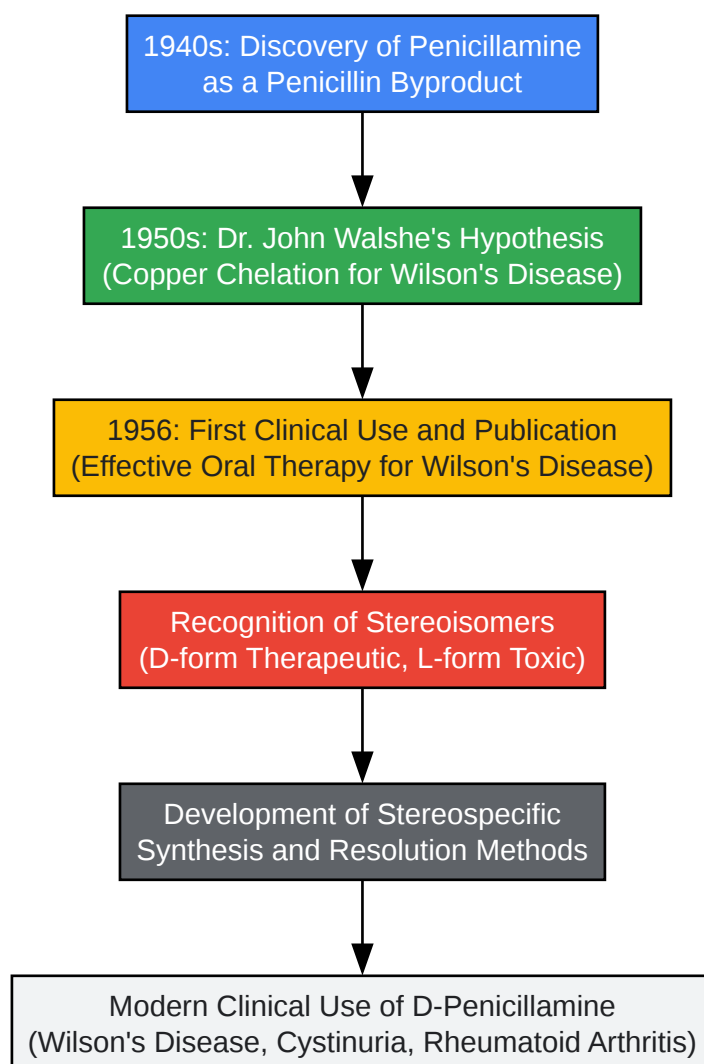 1940s: Discovery of Penicillamine
as a Penicillin Byproduct
1950s: Dr. John Walshe's Hypothesis
(Copper Chelation for Wilson's Disease)
1956: First Clinical Use and Publication
(Effective Oral Therapy for Wilson's Disease)
Recognition of Stereoisomers
(D-form Therapeutic, L-form Toxic)
Development of Stereospecific
Synthesis and Resolution Methods
Modern Clinical Use of D-Penicillamine
(Wilson's Disease, Cystinuria, Rheumatoid Arthritis)